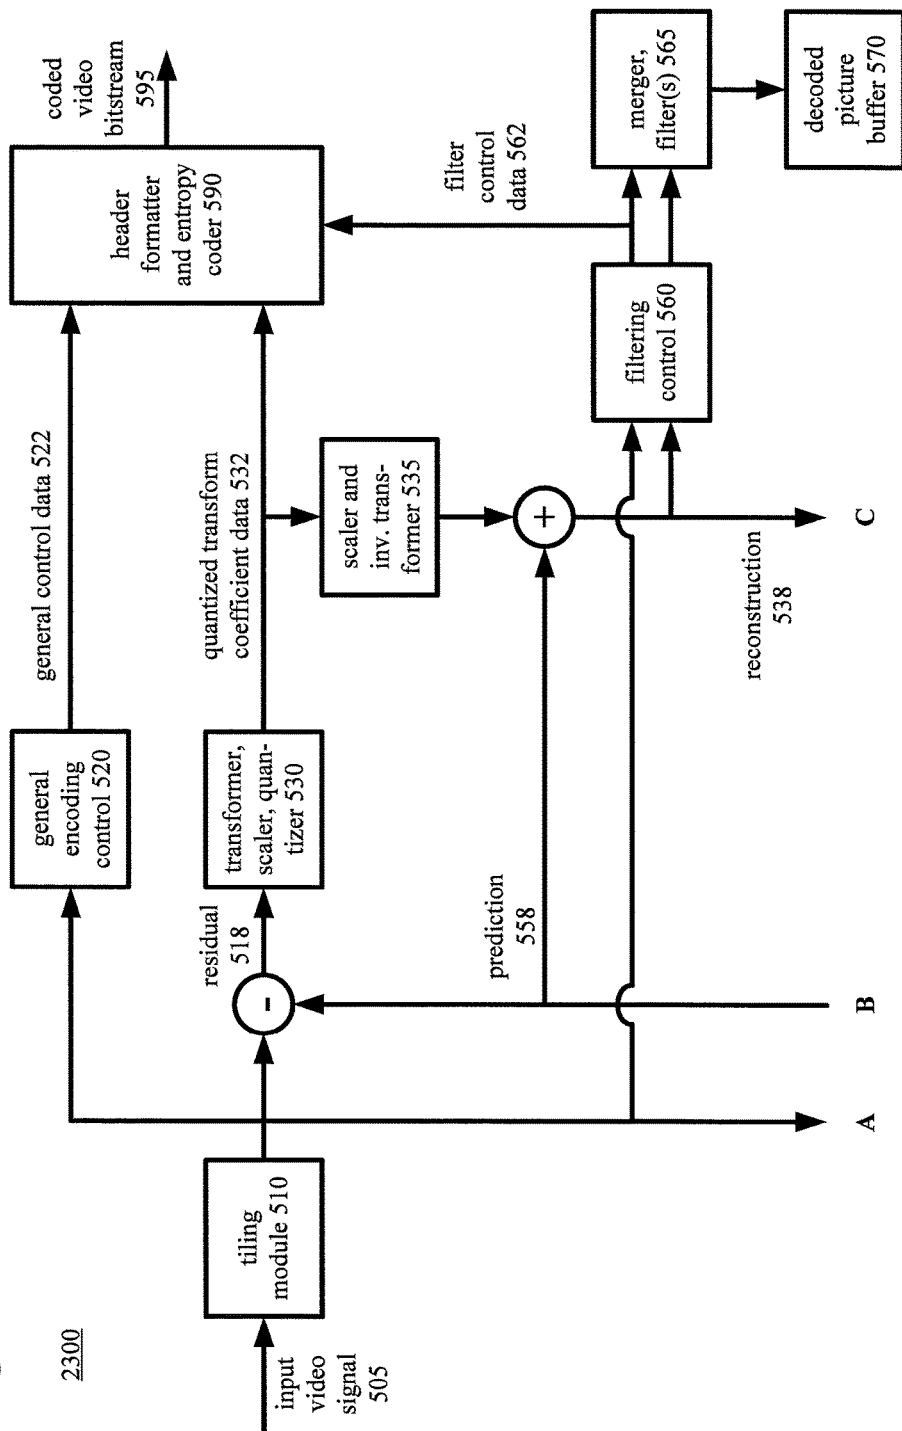 2300
input
video
signal
505
tiling
module 510
general
encoding
control 520
general control data 522
header
formatter
and entropy
coder 590
coded
video
bitstream
595
-
residual
518
transformer,
scaler, quan-
tizer 530
quantized transform
coefficient data 532
scaler and
inv. trans-
former 535
+
prediction
558
filter
control
data 562
filtering
control 560
merger,
filter(s) 565
decoded
picture
buffer 570
reconstruction
538
A
B
C